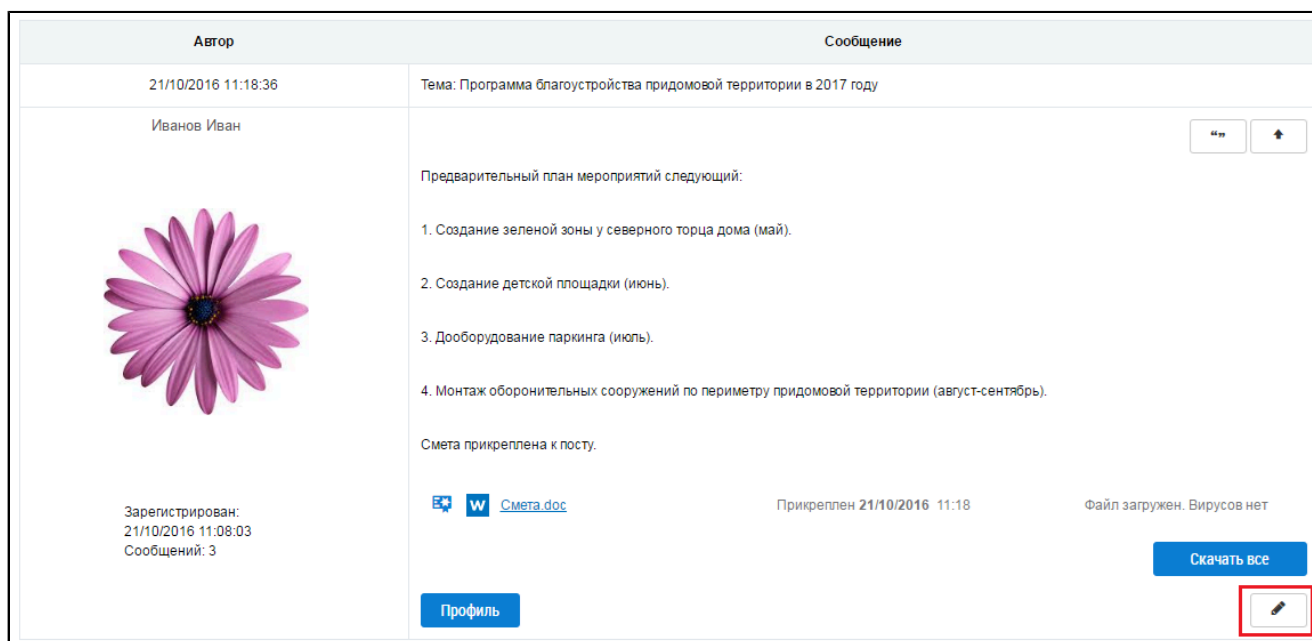 Автор
Сообщение
21/10/2016 11:18:36
Тема: Программа благоустройства придомовой территории в 2017 году
Иванов Иван
“”
Предварительный план мероприятий следующий:
1. Создание зеленой зоны у северного торца дома (май).
2. Создание детской площадки (июнь).
3. Дооборудование паркинга (июль).
4. Монтаж оборонительных сооружений по периметру придомовой территории (август-сентябрь).
Смета прикреплена к посту.
W Смета.doc Прикреплен 21/10/2016 11:18 Файл загружен. Вирусов нет
Зарегистрирован:
21/10/2016 11:08:03
Сообщений: 3
Скачать все
Профиль